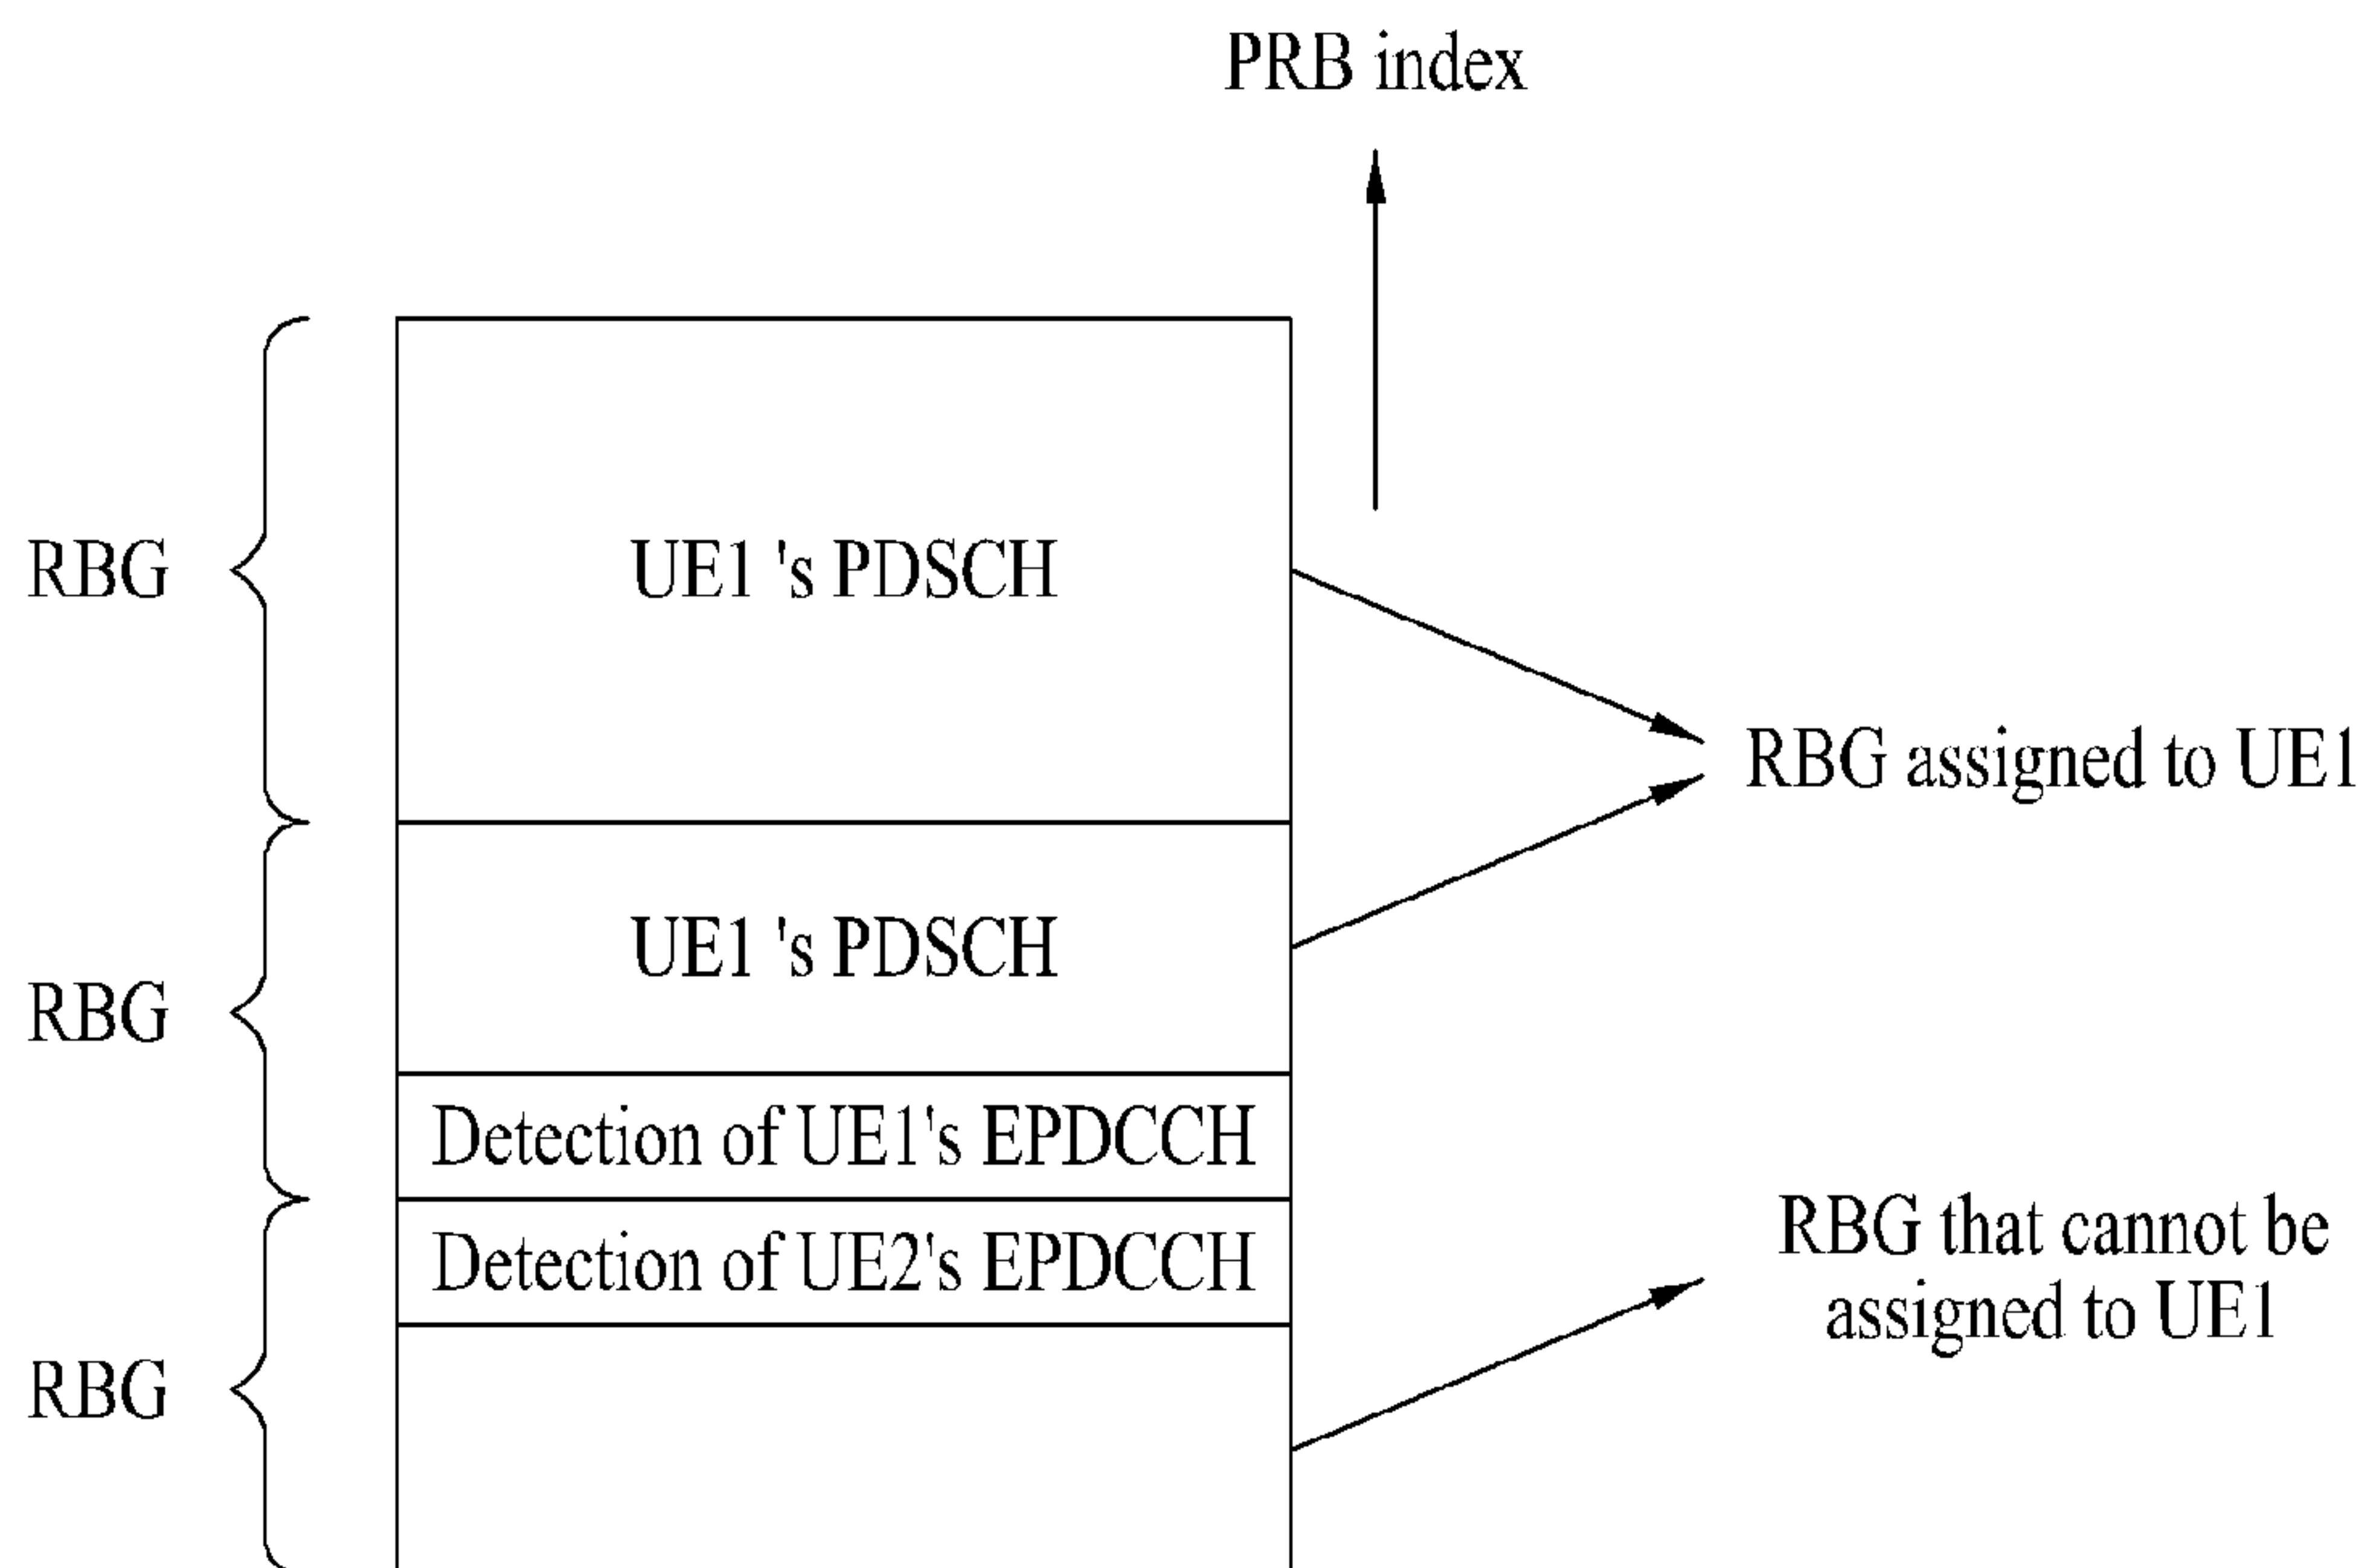 PRB index
RBG
UE1 's PDSCH
RBG assigned to UE1
UE1 's PDSCH
RBG
Detection of UE1's EPDCCH
Detection of UE2's EPDCCH
RBG that cannot be
assigned to UE1
RBG